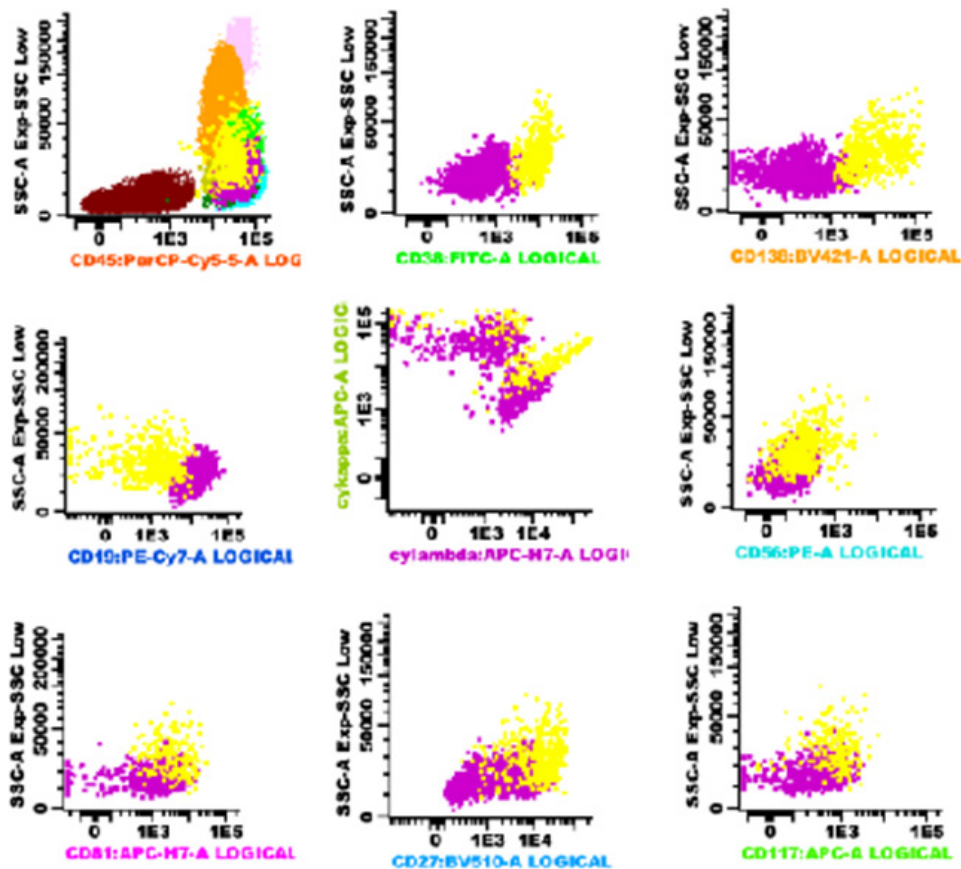 SSC-A Exp-SSC Low
150000
50000
0
0 1E3 1E5
CD45:PerCP-Cy5-5-A LOG
SSC-A Exp-SSC Low
150000
50000
0
0 1E3 1E5
CD38:FITC-A LOGICAL
SSC-A Exp-SSC Low
150000
50000
0
0 1E3 1E5
CD138:BV421-A LOGICAL
SSC-A Exp-SSC Low
200000
50000
0
0 1E3 1E5
CD19:PE-Cy7-A LOGICAL
cykappa:APC-A LOGIC
1E5
1E3
0
0 1E3 1E4
cylambda:APC-H7-A LOGI
SSC-A Exp-SSC Low
150000
50000
0
0 1E3 1E5
CD56:PE-A LOGICAL
SSC-A Exp-SSC Low
200000
50000
0
0 1E3 1E5
CD81:APC-H7-A LOGICAL
SSC-A Exp-SSC Low
150000
50000
0
0 1E3 1E4
CD27:BV510-A LOGICAL
SSC-A Exp-SSC Low
150000
50000
0
0 1E3 1E5
CD117:APC-A LOGICAL